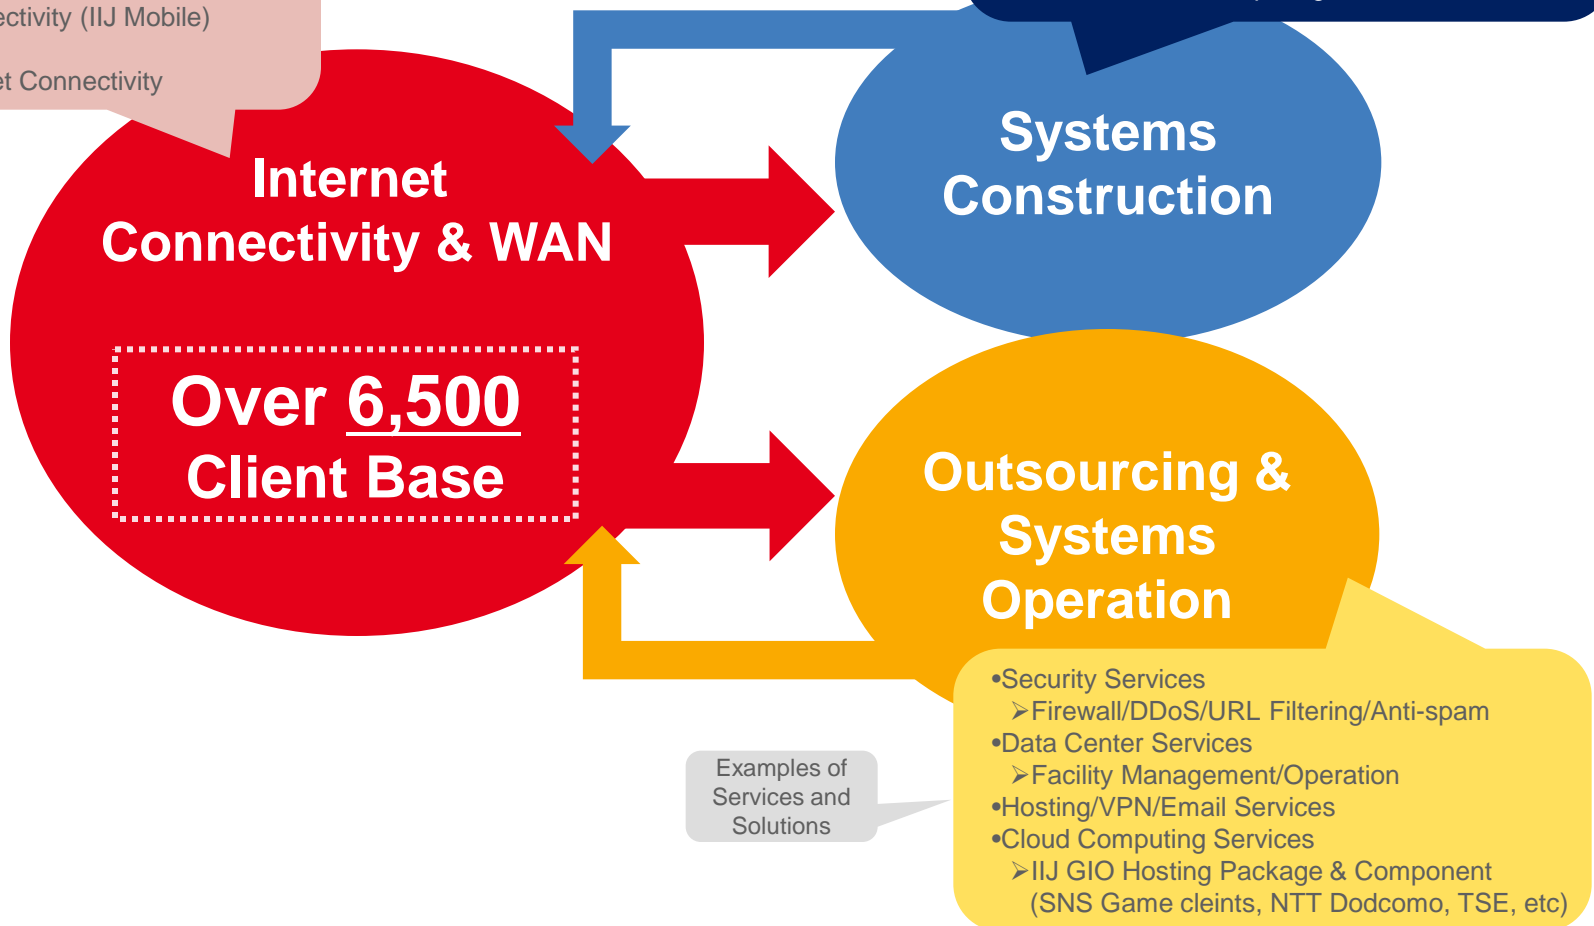 (IIJ Mobile)
Connectivity
Systems
Construction
Internet
Connectivity & WAN
Over 6,500
Client Base
Outsourcing &
Systems
Operation
•Security Services
➢Firewall/DDoS/URL Filtering/Anti-spam
•Data Center Services
➢Facility Management/Operation
•Hosting/VPN/Email Services
•Cloud Computing Services
➢IIJ GIO Hosting Package & Component
(SNS Game cleints, NTT Dodcomo, TSE, etc)
Examples of
Services and
Solutions